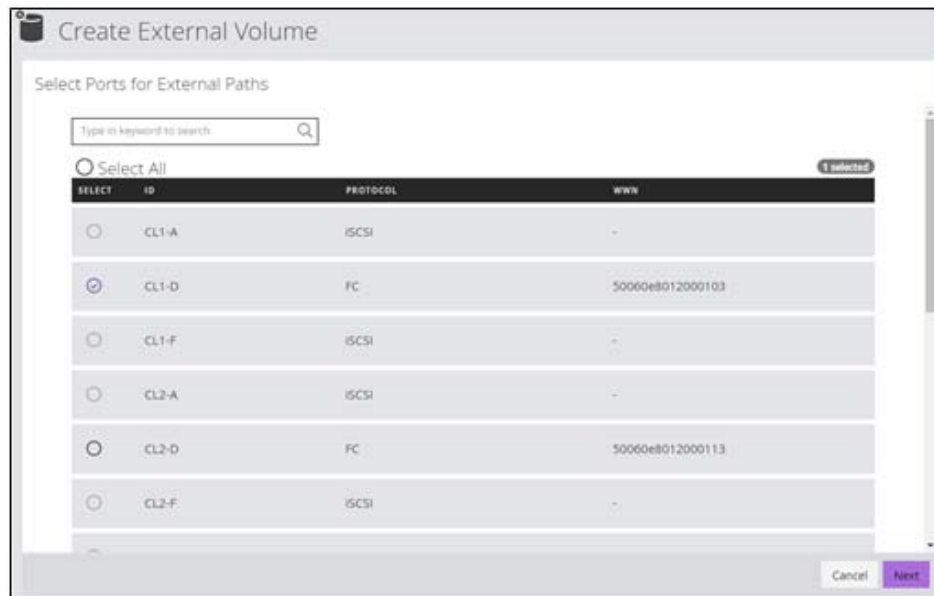 Create External Volume
Select Ports for External Paths
Type in keyword to search
Select All
1 selected
SELECT ID PROTOCOL WWN
CL1-A iSCSI -
CL1-D FC 50060e8012000103
CL1-F iSCSI -
CL2-A iSCSI -
CL2-D FC 50060e8012000113
CL2-F iSCSI -
Cancel Next